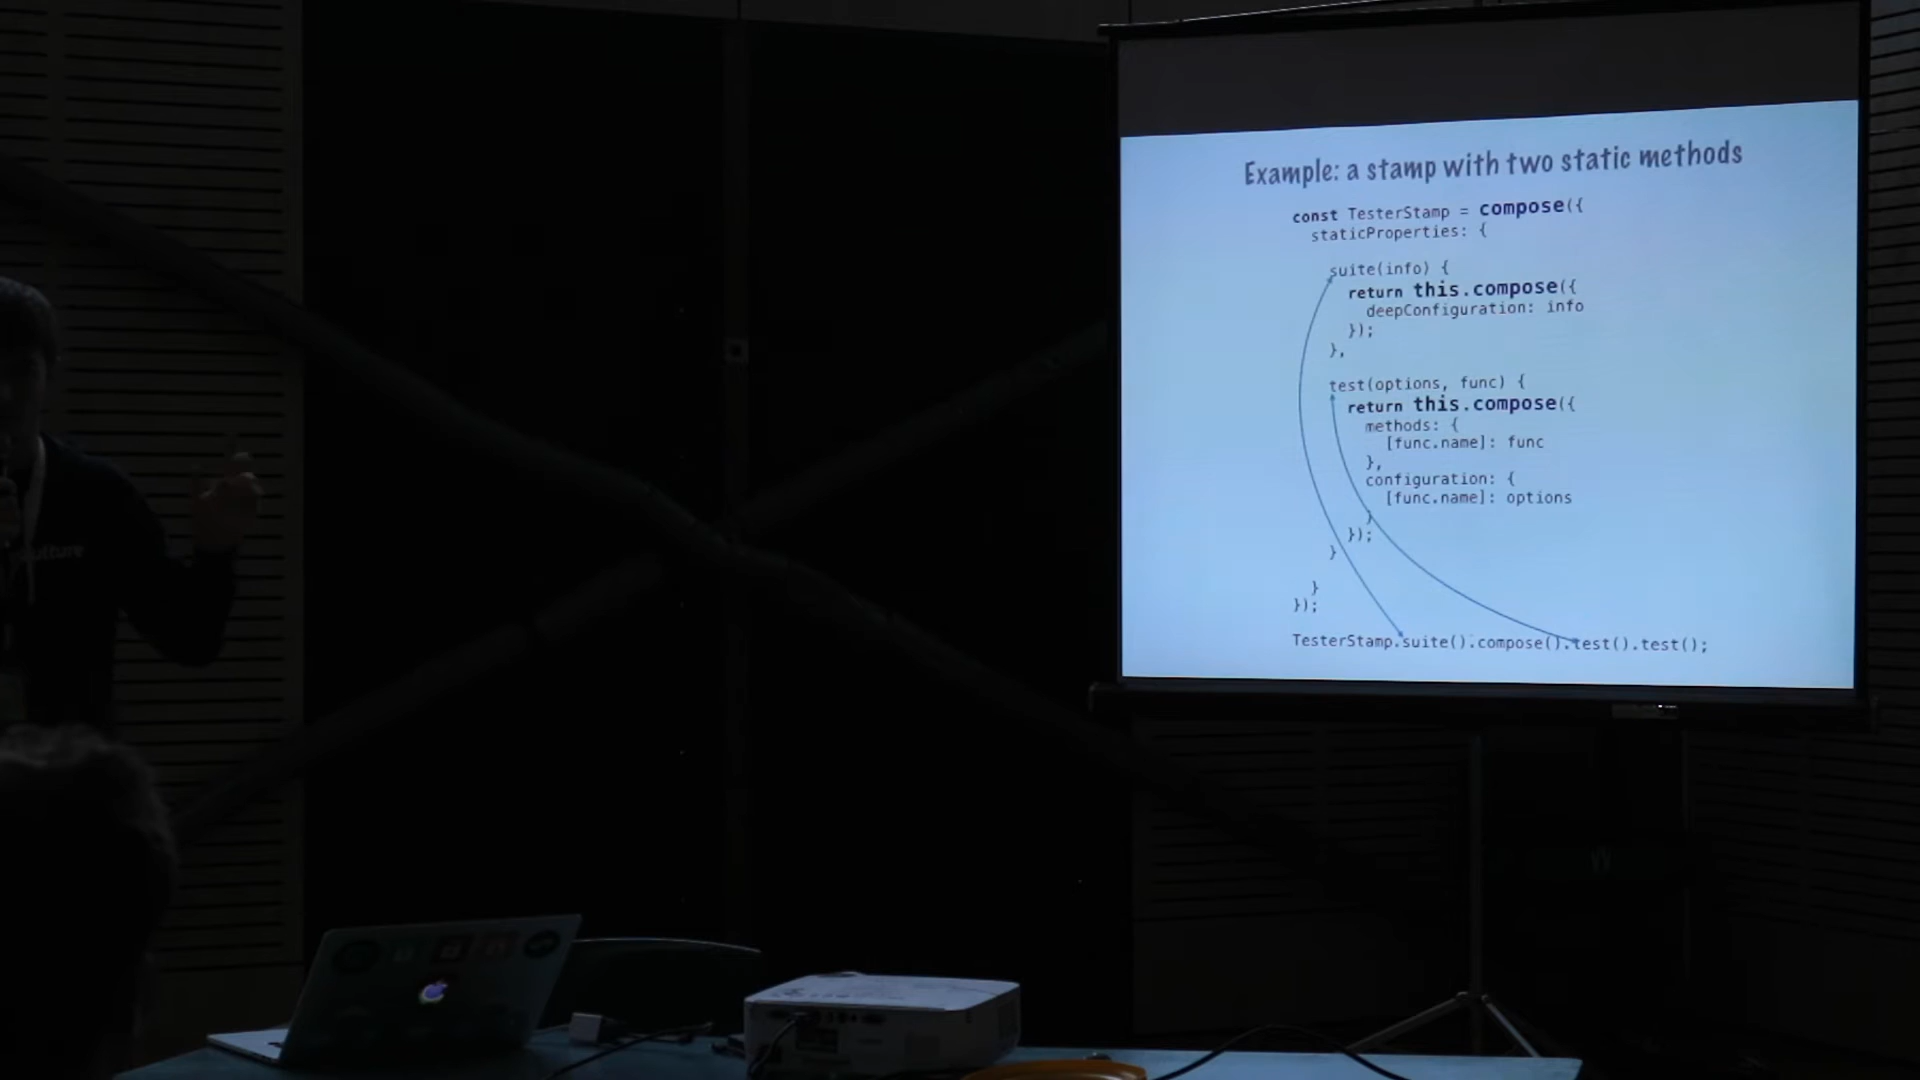 Example: a stamp with two static methods
const TesterStamp = compose({
staticProperties: {
suite(info) {
return this.compose({
deepConfiguration: info
});
},
test(options, func) {
return this.compose({
methods: {
[func.name]: func
},
configuration: {
[func.name]: options
}
});
}
}
});
TesterStamp.suite().compose().test().test();